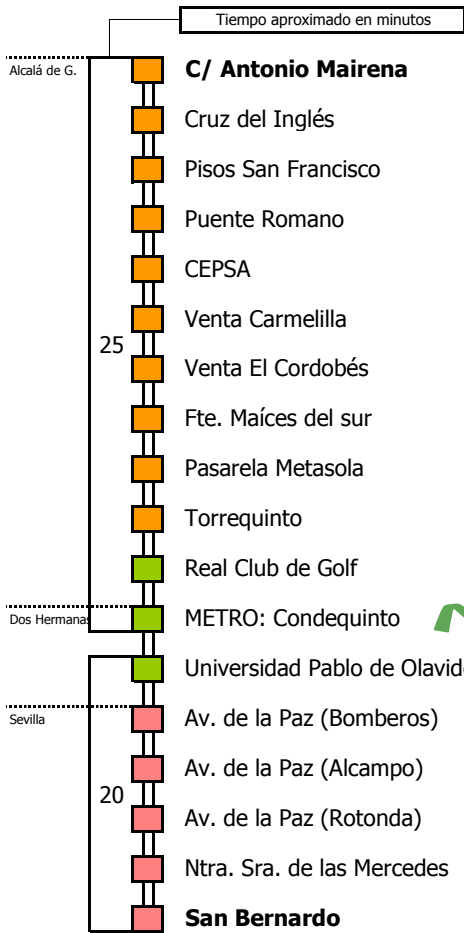 Tiempo aproximado en minutos
Alcalá de G.
C/ Antonio Mairena
Cruz del Inglés
Pisos San Francisco
Puente Romano
CEPSA
Venta Carmelilla
25
Venta El Cordobés
Fte. Maíces del sur
Pasarela Metasola
Torrequinto
Real Club de Golf
Dos Hermanas
METRO: Condequinto
Universidad Pablo de Olavide
Sevilla
Av. de la Paz (Bomberos)
Av. de la Paz (Alcampo)
20
Av. de la Paz (Rotonda)
Ntra. Sra. de las Mercedes
San Bernardo